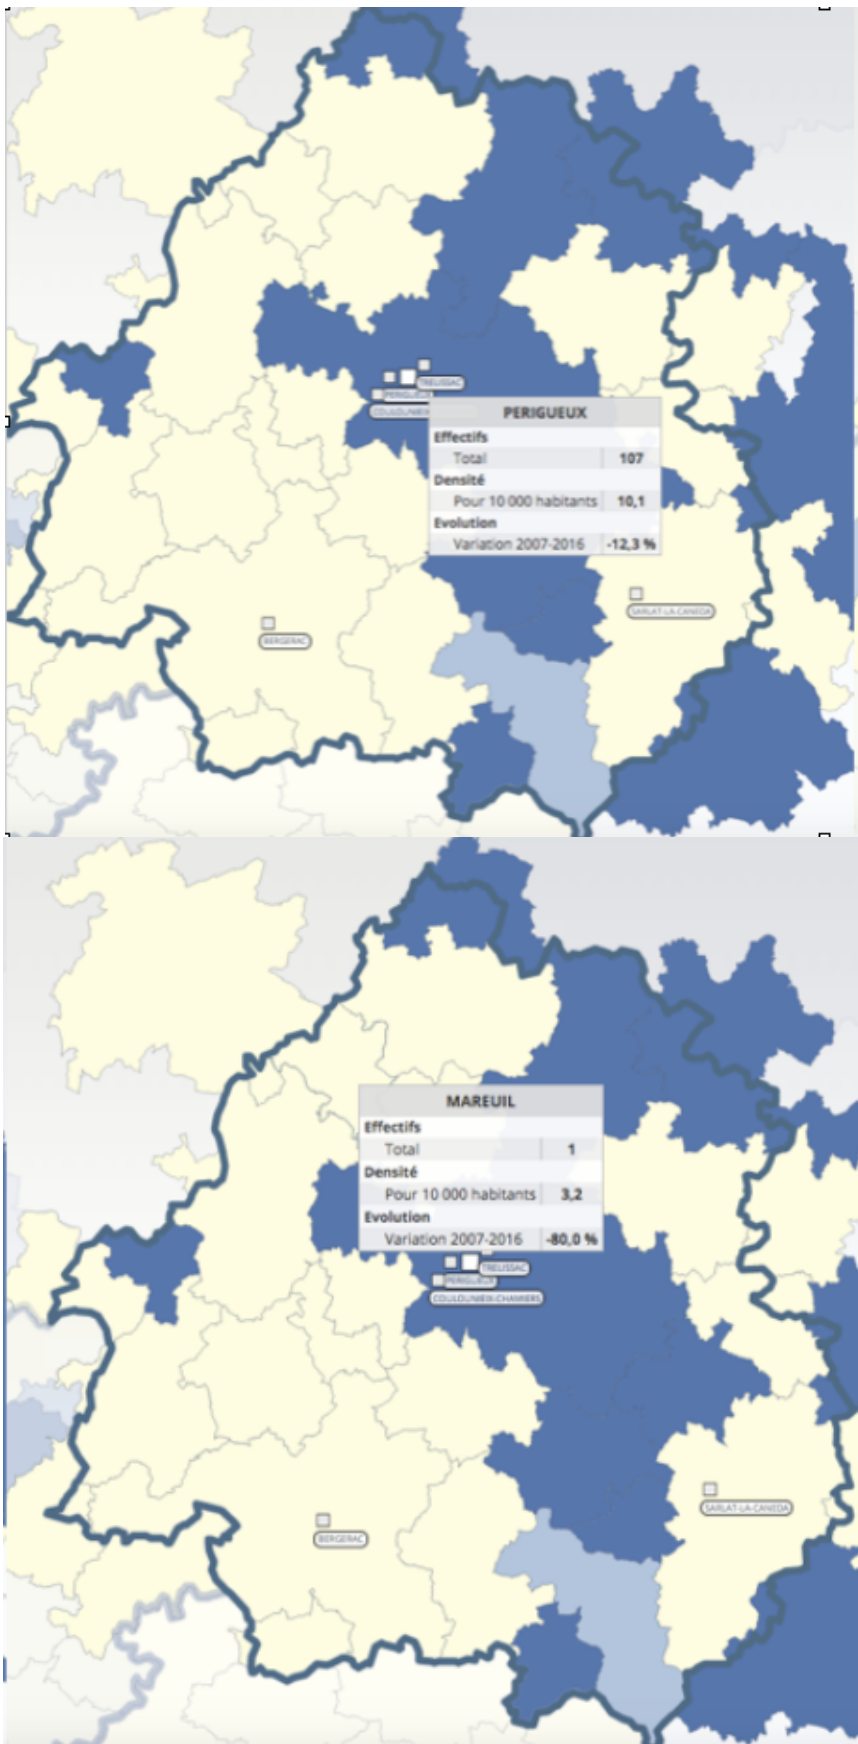 TRELISSAC
PERIGUEUX
PERIGUEUX
Effectifs
Total 107
Densité
Pour 10 000 habitants 10,1
Evolution
Variation 2007-2016 -12,3 %
SARLAT-LA-CANEDA
BERGERAC
MAREUIL
Effectifs
Total 1
Densité
Pour 10 000 habitants 3,2
Evolution
Variation 2007-2016 -80,0 %
TRELISSAC
PERIGUEUX
COULOUNIEIX-CHAMIERS
SARLAT-LA-CANEDA
BERGERAC